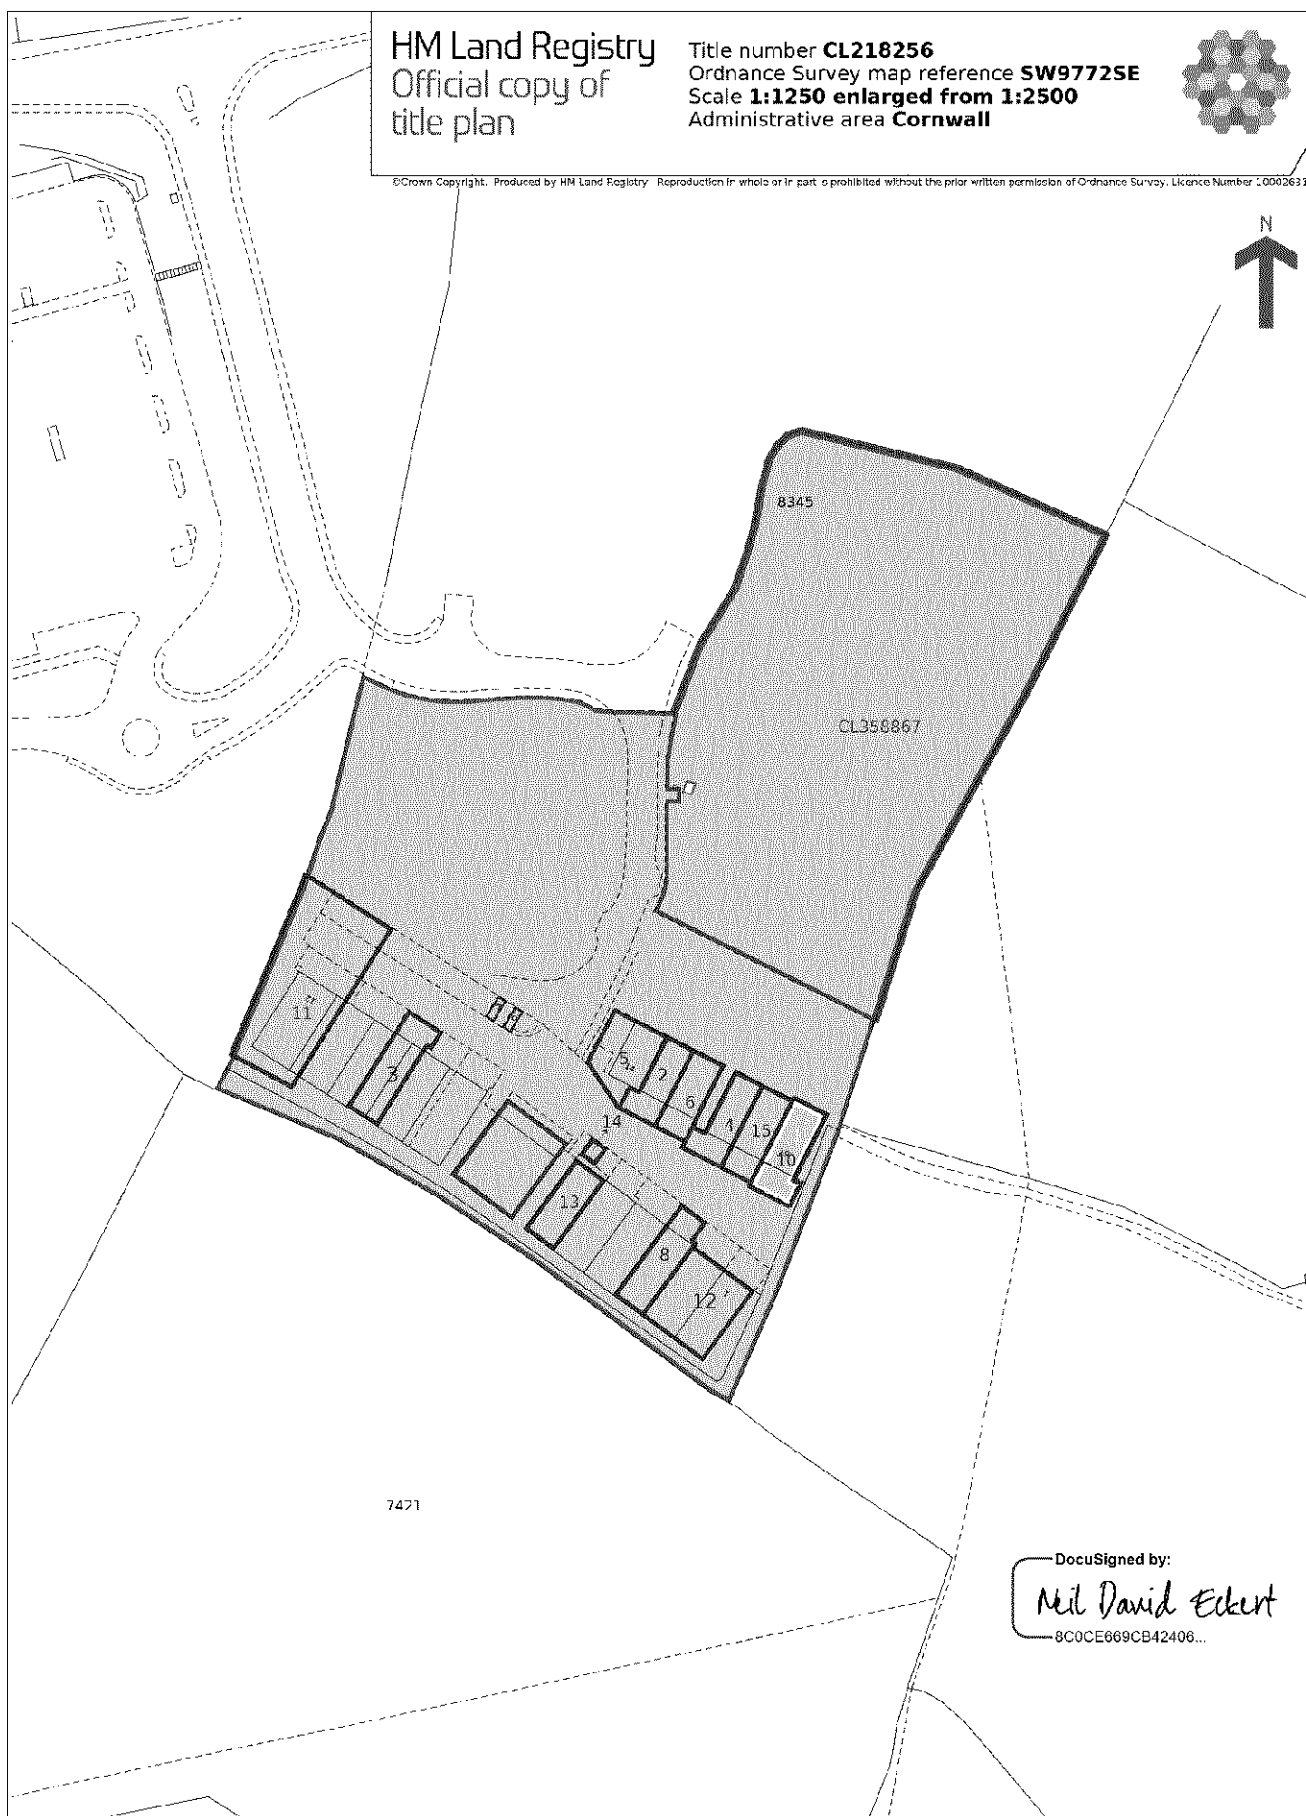 HM Land Registry
Official copy of
title plan
Title number CL218256
Ordnance Survey map reference SW9772SE
Scale 1:1250 enlarged from 1:2500
Administrative area Cornwall
©Crown Copyright. Produced by HM Land Registry Reproduction in whole or in part is prohibited without the prior written permission of Ordnance Survey. Licence Number
N
8345
CL358867
11
3
5
2
6
4
15
10
14
13
8
12
7421
DocuSigned by:
Neil David Eckert
8C0CE669CB42406...